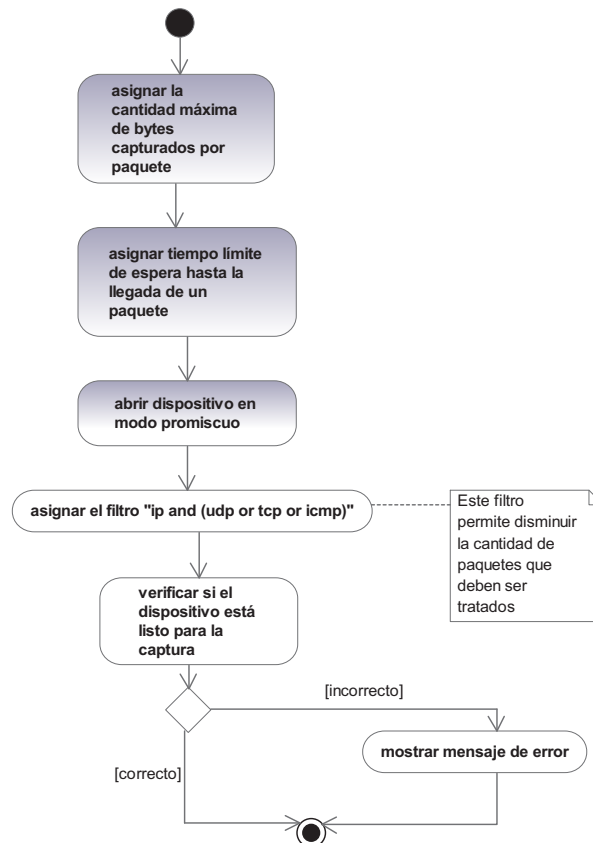 asignar la
cantidad máxima
de bytes
capturados por
paquete
asignar tiempo límite
de espera hasta la
llegada de un
paquete
abrir dispositivo en
modo promiscuo
asignar el filtro "ip and (udp or tcp or icmp)"
Este filtro
permite disminuir
la cantidad de
paquetes que
deben ser
tratados
verificar si el
dispositivo está
listo para la
captura
[incorrecto]
mostrar mensaje de error
[correcto]